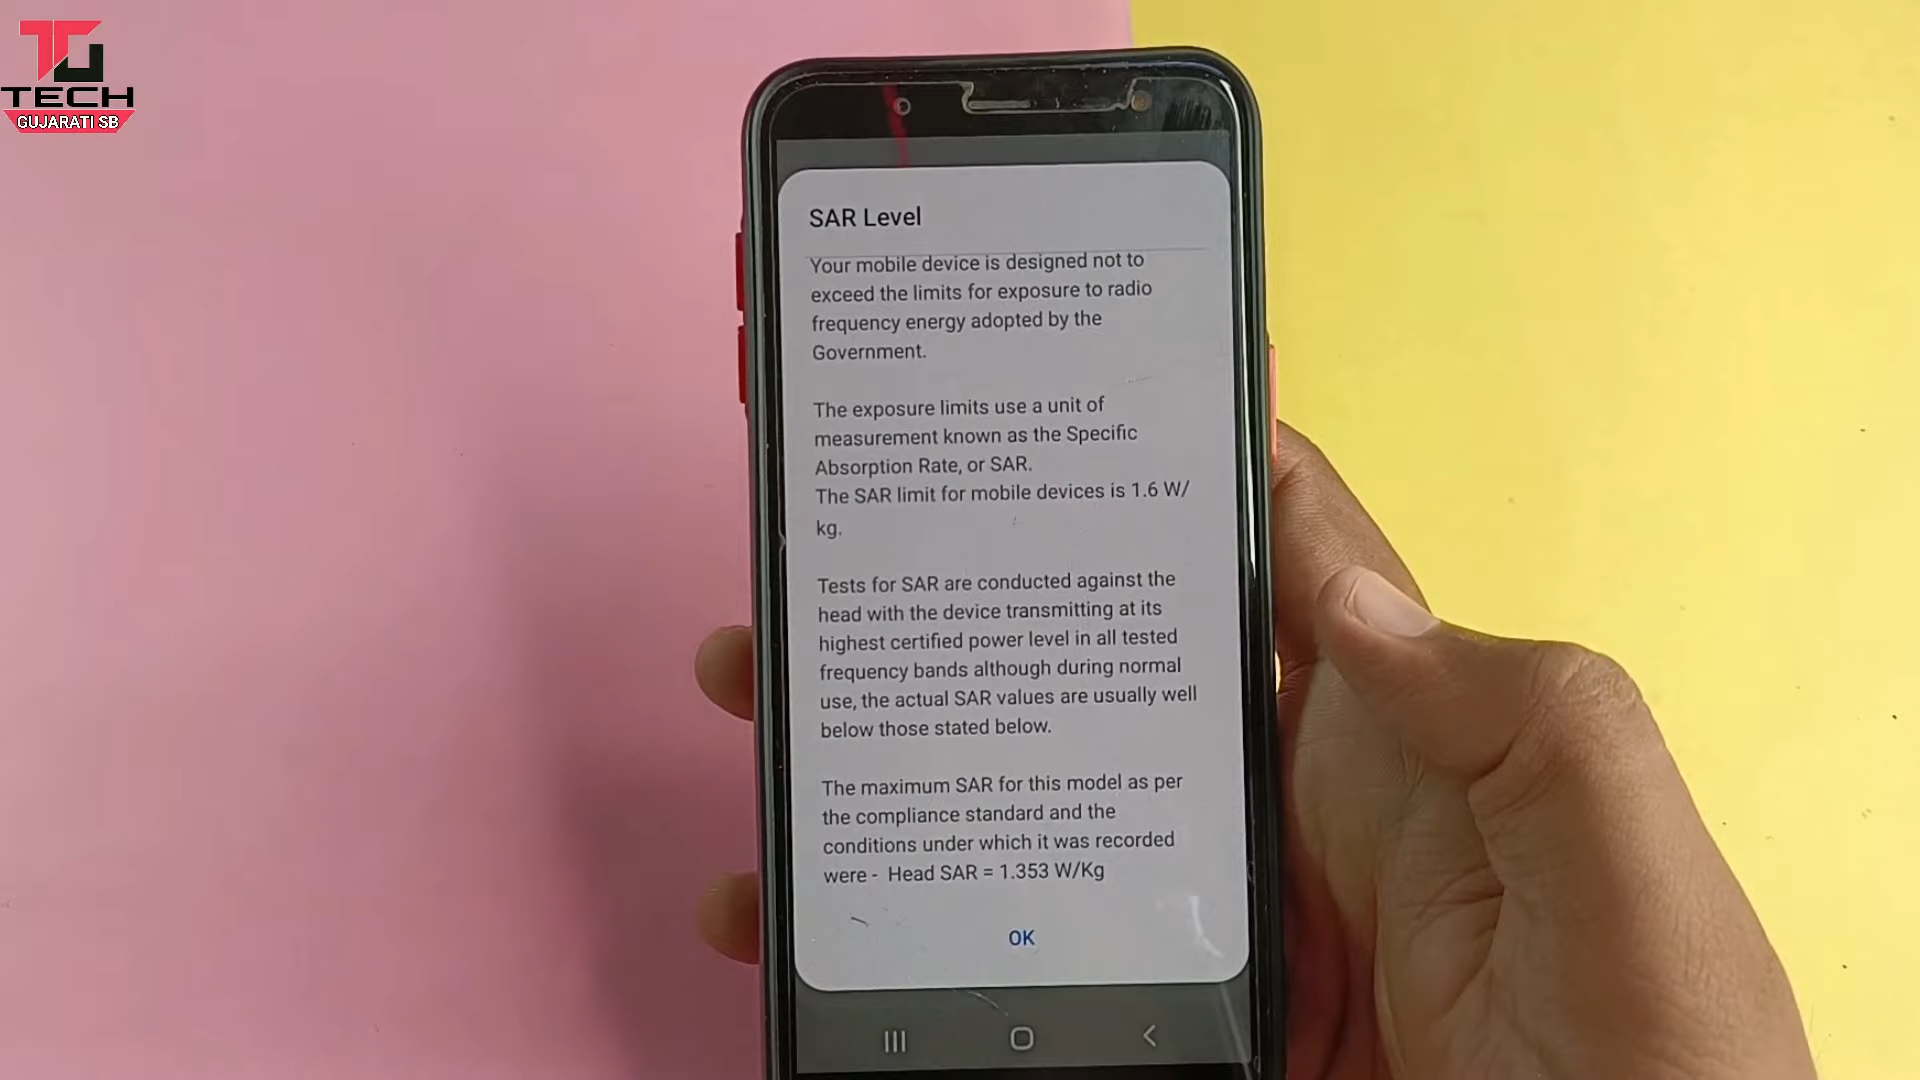 TECH
GUJARATI SB
SAR Level
Your mobile device is designed not to
exceed the limits for exposure to radio
frequency energy adopted by the
Government.
The exposure limits use a unit of
measurement known as the Specific
Absorption Rate, or SAR.
The SAR limit for mobile devices is 1.6 W/
kg.
Tests for SAR are conducted against the
head with the device transmitting at its
highest certified power level in all tested
frequency bands although during normal
use, the actual SAR values are usually well
below those stated below.
The maximum SAR for this model as per
the compliance standard and the
conditions under which it was recorded
were - Head SAR = 1.353 W/Kg
OK